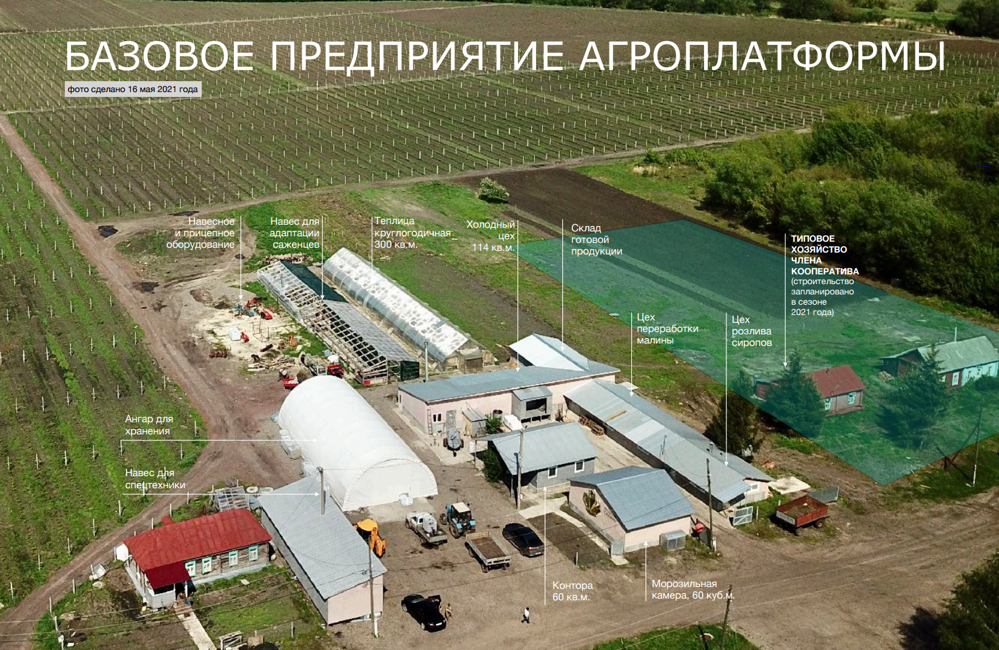 БАЗОВОЕ ПРЕДПРИЯТИЕ АГРОПЛАТФОРМЫ
фото сделано 16 мая 2021 года
Навесное
и прицепное
оборудование
Навес для
адаптации
саженцев
Теплица
круглогодичная
300 кв.м.
Холодный
цех
114 кв.м.
Склад
готовой
продукции
ТИПОВОЕ
ХОЗЯЙСТВО
ЧЛЕНА
КООПЕРАТИВА
(строительство
запланировано
в сезоне
2021 года)
Цех
переработки
малины
Цех
розлива
сиропов
Ангар для
хранения
Навес для
спецтехники
Контора
60 кв.м.
Морозильная
камера, 60 куб.м.